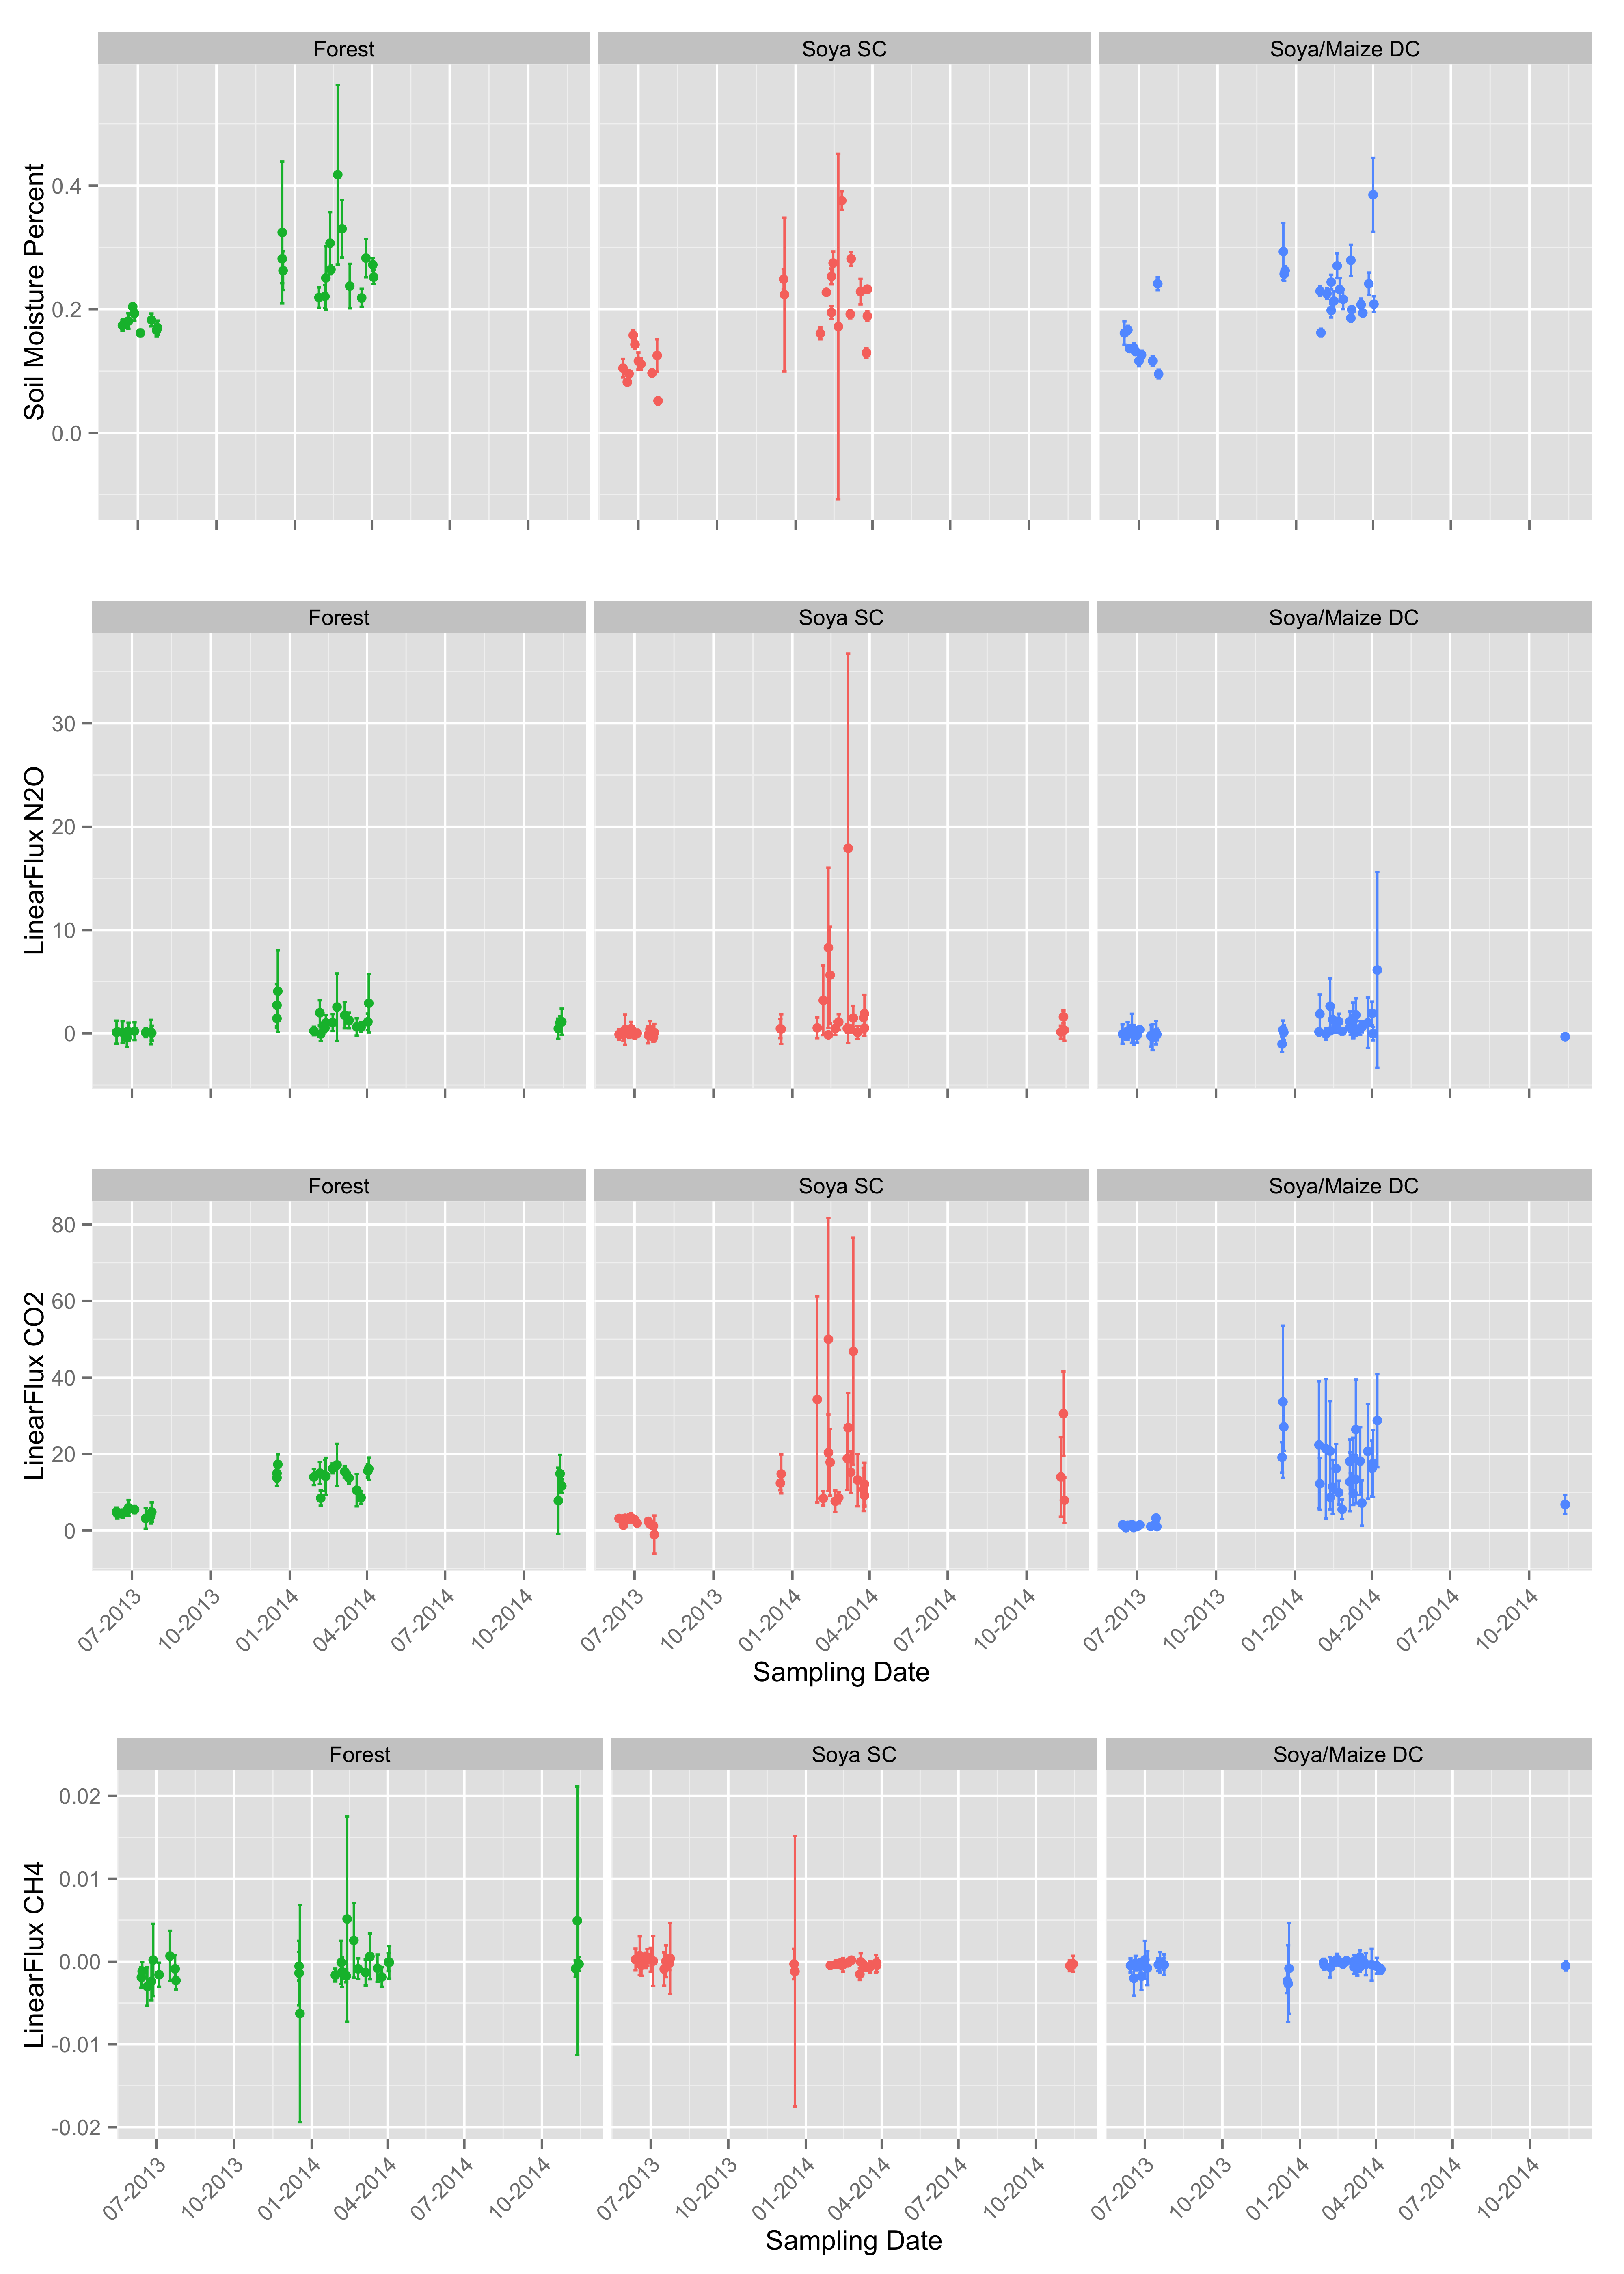 Forest Soya SC Soya/Maize DC
Soil Moisture Percent
0.4
0.2
0.0
Forest Soya SC Soya/Maize DC
LinearFlux N2O
30
20
10
0
Forest Soya SC Soya/Maize DC
LinearFlux CO2
80
60
40
20
0
07-2013 10-2013 01-2014 04-2014 07-2014 10-2014 07-2013 10-2013 01-2014 04-2014 07-2014 10-2014 07-2013 10-2013 01-2014 04-2014 07-2014 10-2014
Sampling Date
Forest Soya SC Soya/Maize DC
LinearFlux CH4
0.02
0.01
0.00
-0.01
-0.02
07-2013 10-2013 01-2014 04-2014 07-2014 10-2014 07-2013 10-2013 01-2014 04-2014 07-2014 10-2014 07-2013 10-2013 01-2014 04-2014 07-2014 10-2014
Sampling Date